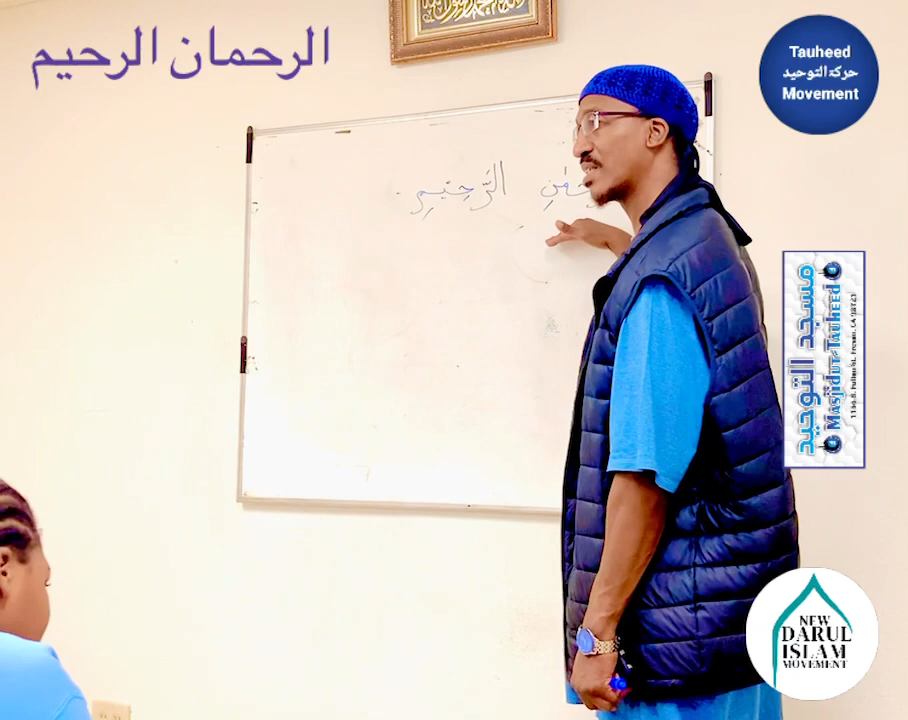 الرحمان الرحيم
Tauheed
حركة التوحيد
Movement
الرَّحِيمِ
مسجد التوحيد
MASJIDUT-TAUHEED
NEW
DARUL
ISLAM
MOVEMENT